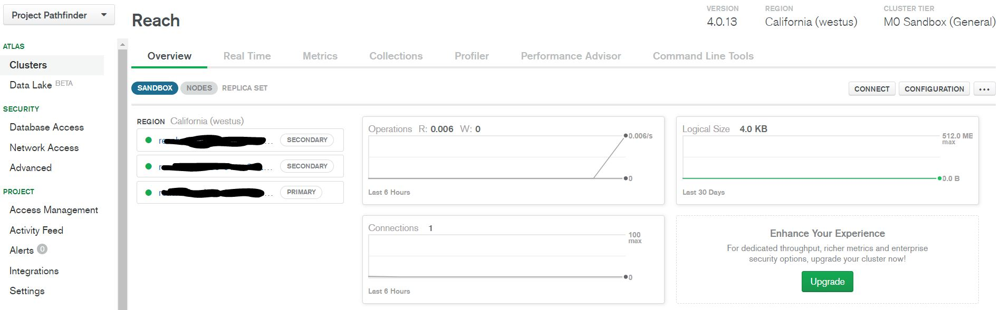 Project Pathfinder
Reach
VERSION
4.0.13
REGION
California (westus)
CLUSTER TIER
M0 Sandbox (General)
ATLAS
Clusters
Data Lake BETA
SECURITY
Database Access
Network Access
Advanced
PROJECT
Access Management
Activity Feed
Alerts 0
Integrations
Settings
Overview Real Time Metrics Collections Profiler Performance Advisor Command Line Tools
SANDBOX NODES REPLICA SET
CONNECT CONFIGURATION ...
REGION California (westus)
... SECONDARY
... SECONDARY
... PRIMARY
Operations R: 0.006 W: 0
0.006/s
0
Last 6 Hours
Logical Size 4.0 KB
512.0 MB
max
0.0 B
Last 30 Days
Connections 1
100
max
0
Last 6 Hours
Enhance Your Experience
For dedicated throughput, richer metrics and enterprise
security options, upgrade your cluster now!
Upgrade